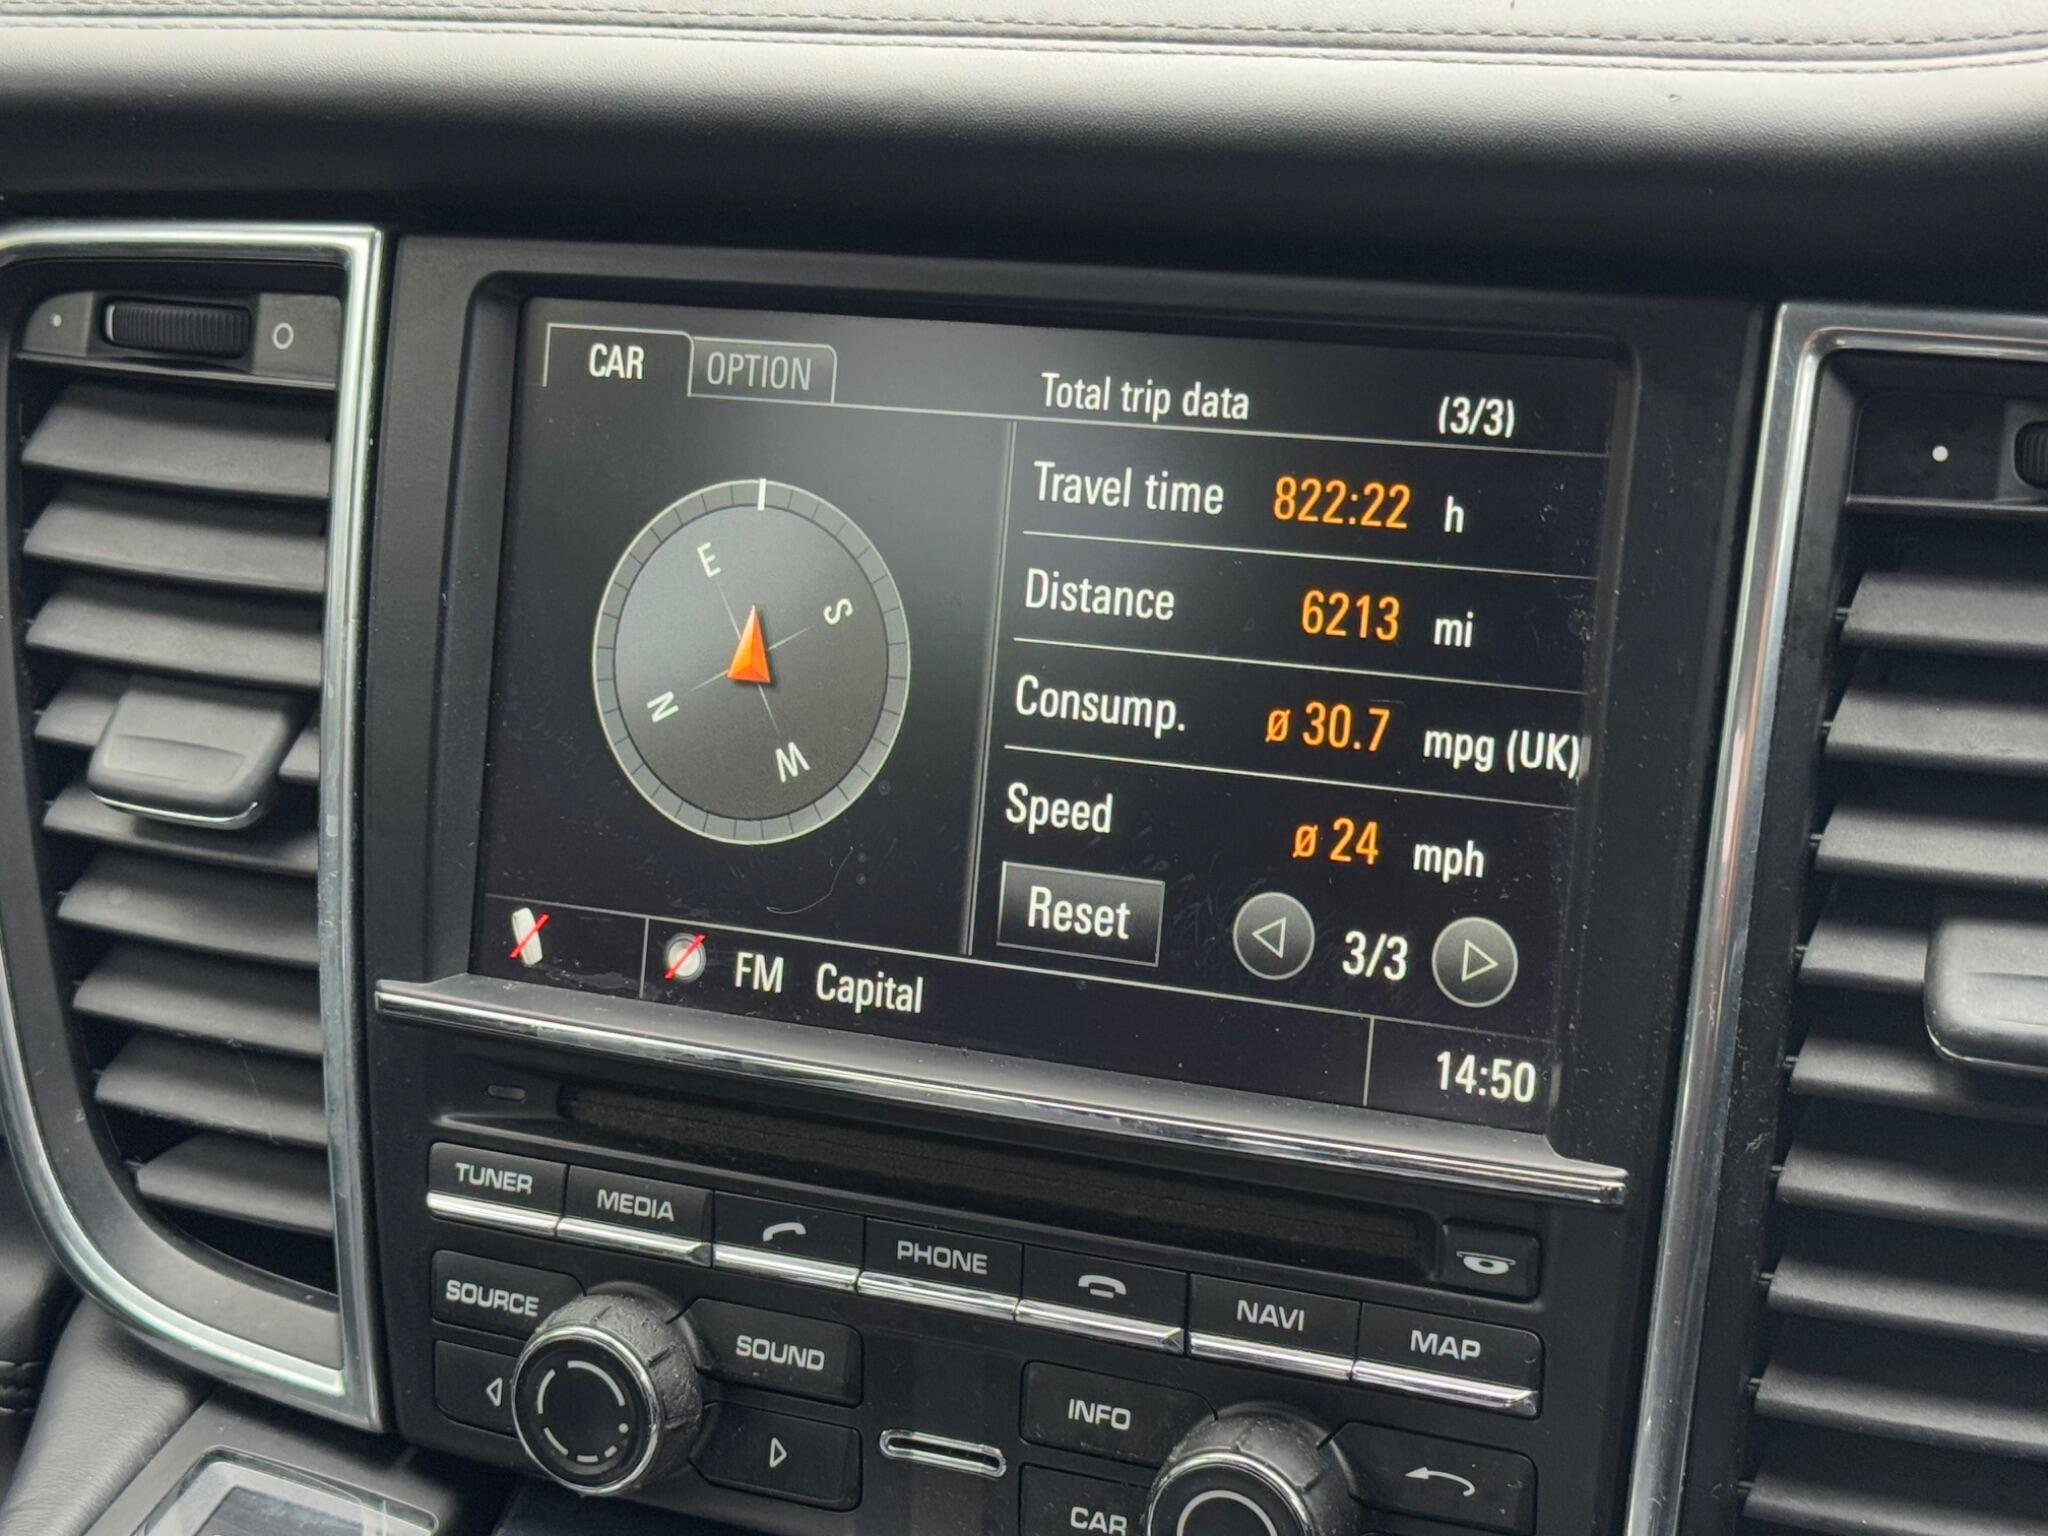 CAR OPTION
Total trip data (3/3)
Travel time 822:22 h
Distance 6213 mi
Consump. ø 30.7 mpg (UK)
Speed ø 24 mph
Reset 3/3
E
S
N
W
FM Capital
14:50
TUNER MEDIA PHONE NAVI MAP
SOURCE SOUND
INFO
CAR